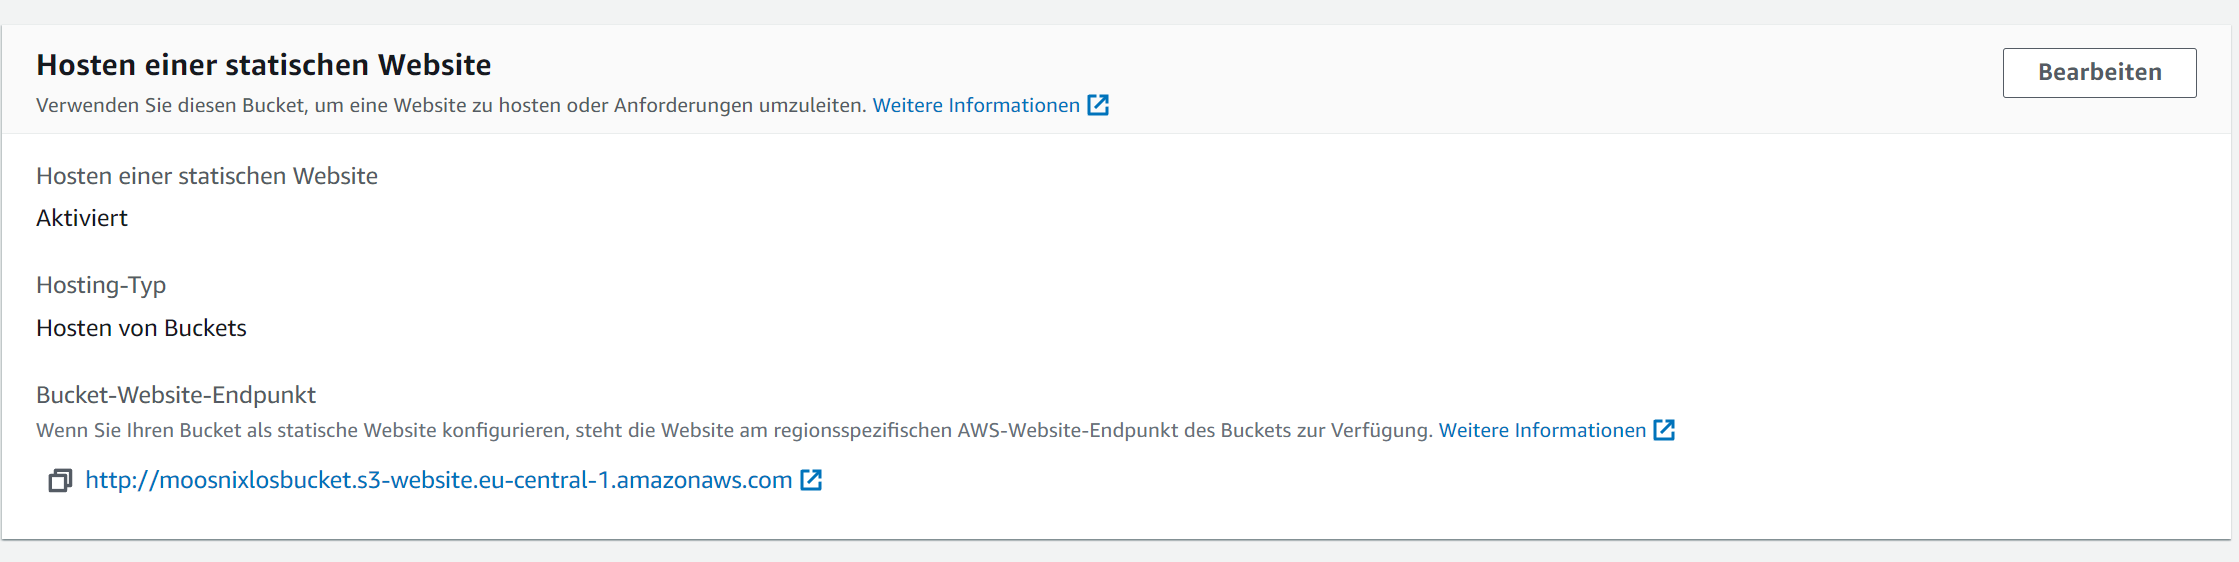 Hosten einer statischen Website
Bearbeiten
Verwenden Sie diesen Bucket, um eine Website zu hosten oder Anforderungen umzuleiten. Weitere Informationen
Hosten einer statischen Website
Aktiviert
Hosting-Typ
Hosten von Buckets
Bucket-Website-Endpunkt
Wenn Sie Ihren Bucket als statische Website konfigurieren, steht die Website am regionsspezifischen AWS-Website-Endpunkt des Buckets zur Verfügung. Weitere Informationen
http://moosnixlosbucket.s3-website.eu-central-1.amazonaws.com